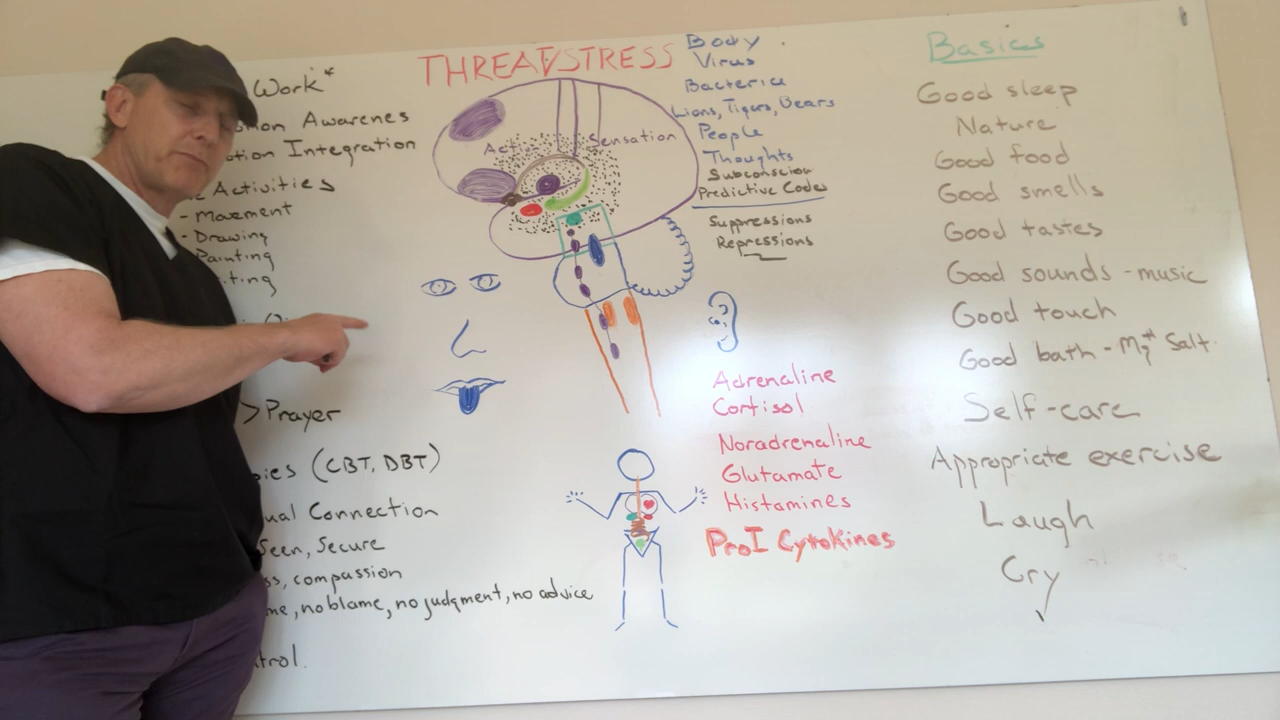 Work*
Awarenes
Integration
Activities
- Movement
- Drawing
Painting
>Prayer
(CBT, DBT)
Connection
Seen, Secure
compassion
no blame, no judgment, no advice
THREAT/STRESS
Sensation
Body
Virus
Bacteria
Lions, Tigers, Bears
People
Thoughts
Subconscious
Predictive Codes
Suppressions
Repressions
Adrenaline
Cortisol
Noradrenaline
Glutamate
Histamines
ProI Cytokines
Basics
Good sleep
Nature
Good food
Good smells
Good tastes
Good sounds - music
Good touch
Good bath - Mg⁺⁺ Salt.
Self-care
Appropriate exercise
Laugh
Cry